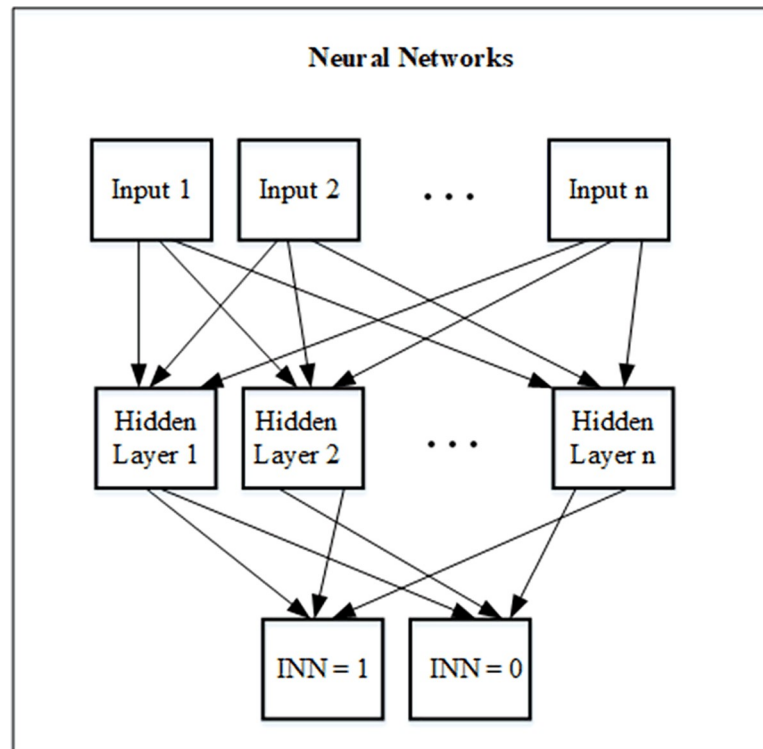 Neural Networks
Input 1
Input 2
...
Input n
Hidden
Layer 1
Hidden
Layer 2
...
Hidden
Layer n
INN = 1
INN = 0